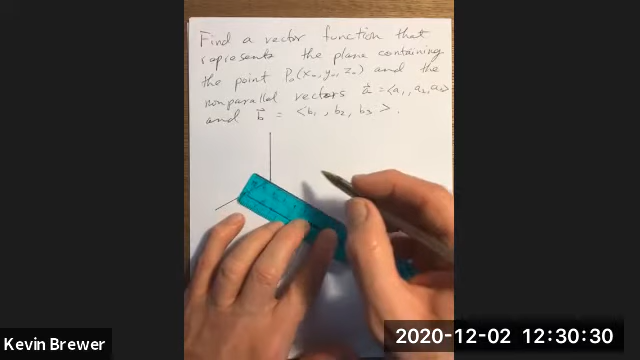 Find a vector function that
represents the plane containing
the point P₀(x₀, y₀, z₀) and the
nonparallel vectors a⃗ = <a₁, a₂, a₃>
and b⃗ = <b₁, b₂, b₃>.
Kevin Brewer
2020-12-02 12:30:30